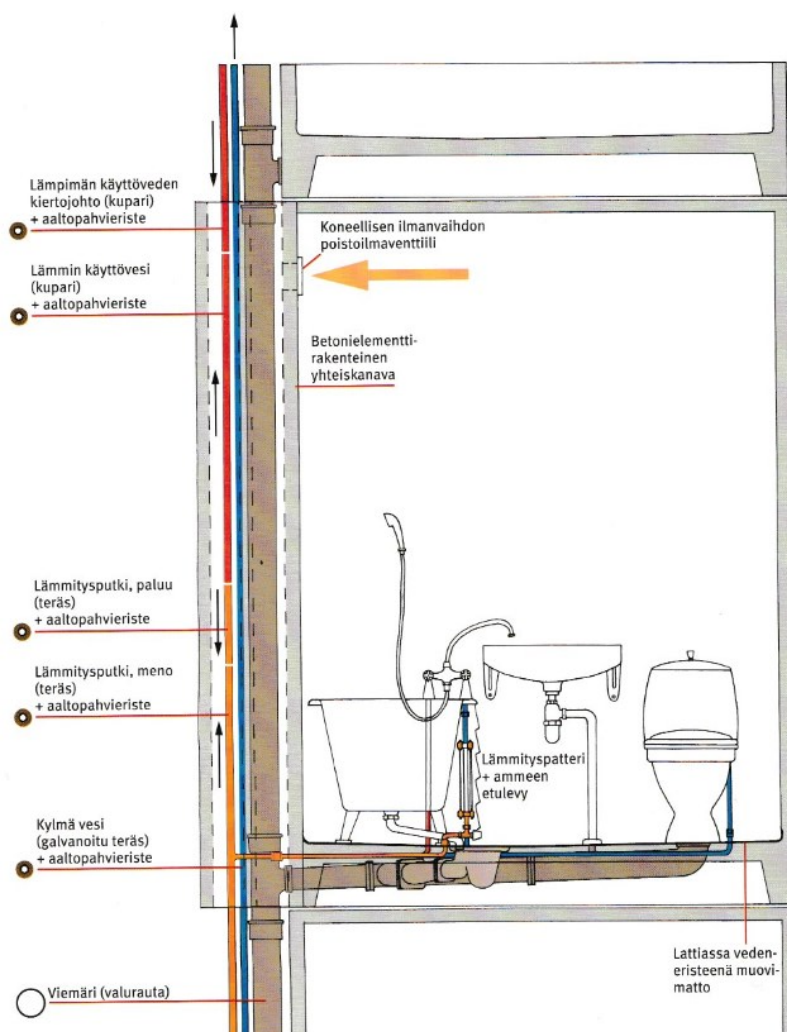 Lämpimän käyttöveden
kiertojohto (kupari)
+ aaltopahvieriste
Lämmin käyttövesi
(kupari)
+ aaltopahvieriste
Koneellisen ilmanvaihdon
poistoilmaventtiili
Betonielementti-
rakenteinen
yhteiskanava
Lämmitysputki, paluu
(teräs)
+ aaltopahvieriste
Lämmitysputki, meno
(teräs)
+ aaltopahvieriste
Lämmityspatteri
+ ammeen
etulevy
Kylmä vesi
(galvanoitu teräs)
+ aaltopahvieriste
Lattiassa veden-
eristeenä muovi-
matto
Viemäri (valurauta)